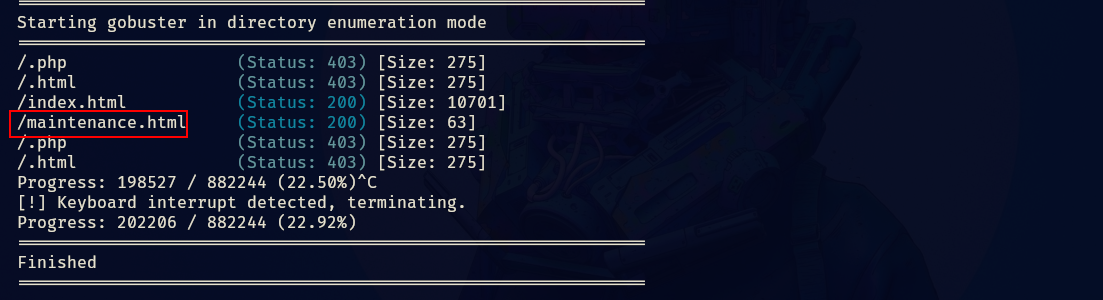 Starting gobuster in directory enumeration mode
/.php (Status: 403) [Size: 275]
/.html (Status: 403) [Size: 275]
/index.html (Status: 200) [Size: 10701]
/maintenance.html (Status: 200) [Size: 63]
/.php (Status: 403) [Size: 275]
/.html (Status: 403) [Size: 275]
Progress: 198527 / 882244 (22.50%)^C
[!] Keyboard interrupt detected, terminating.
Progress: 202206 / 882244 (22.92%)
Finished